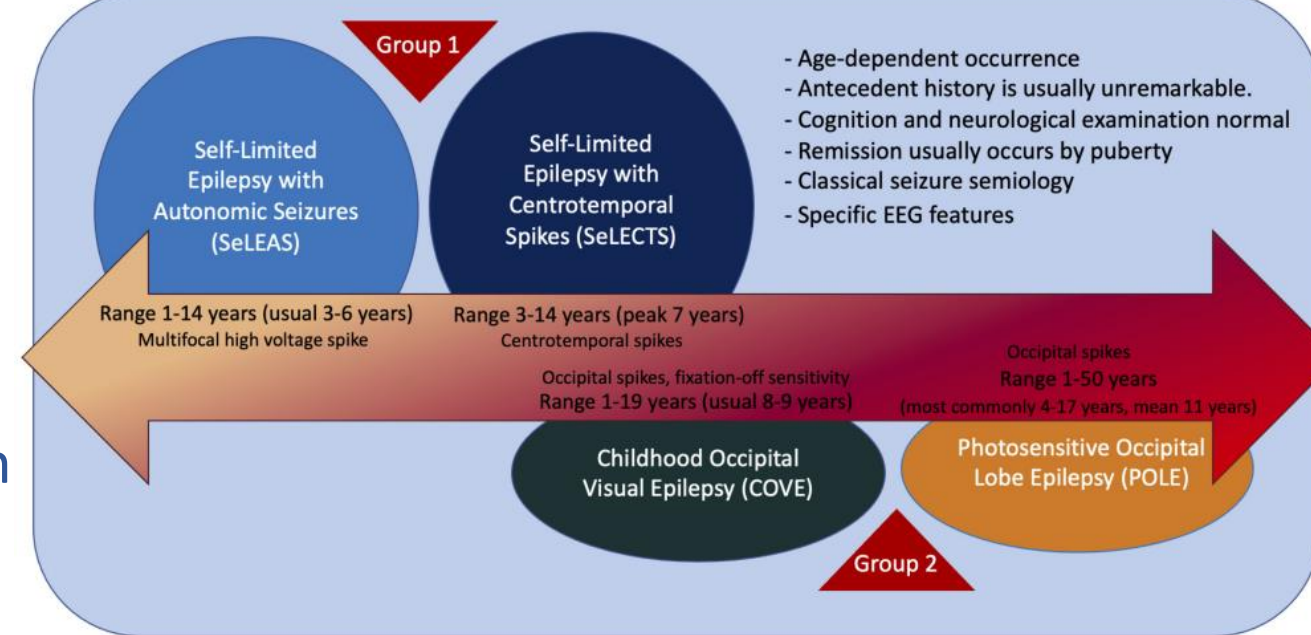 Group 1
Self-Limited
Epilepsy with
Autonomic Seizures
(SeLEAS)
Self-Limited
Epilepsy with
Centrotemporal
Spikes (SeLECTS)
- Age-dependent occurrence
- Antecedent history is usually unremarkable.
- Cognition and neurological examination normal
- Remission usually occurs by puberty
- Classical seizure semiology
- Specific EEG features
Range 1-14 years (usual 3-6 years)
Multifocal high voltage spike
Range 3-14 years (peak 7 years)
Centrotemporal spikes
Occipital spikes, fixation-off sensitivity
Range 1-19 years (usual 8-9 years)
Occipital spikes
Range 1-50 years
(most commonly 4-17 years, mean 11 years)
Childhood Occipital
Visual Epilepsy (COVE)
Photosensitive Occipital
Lobe Epilepsy (POLE)
Group 2